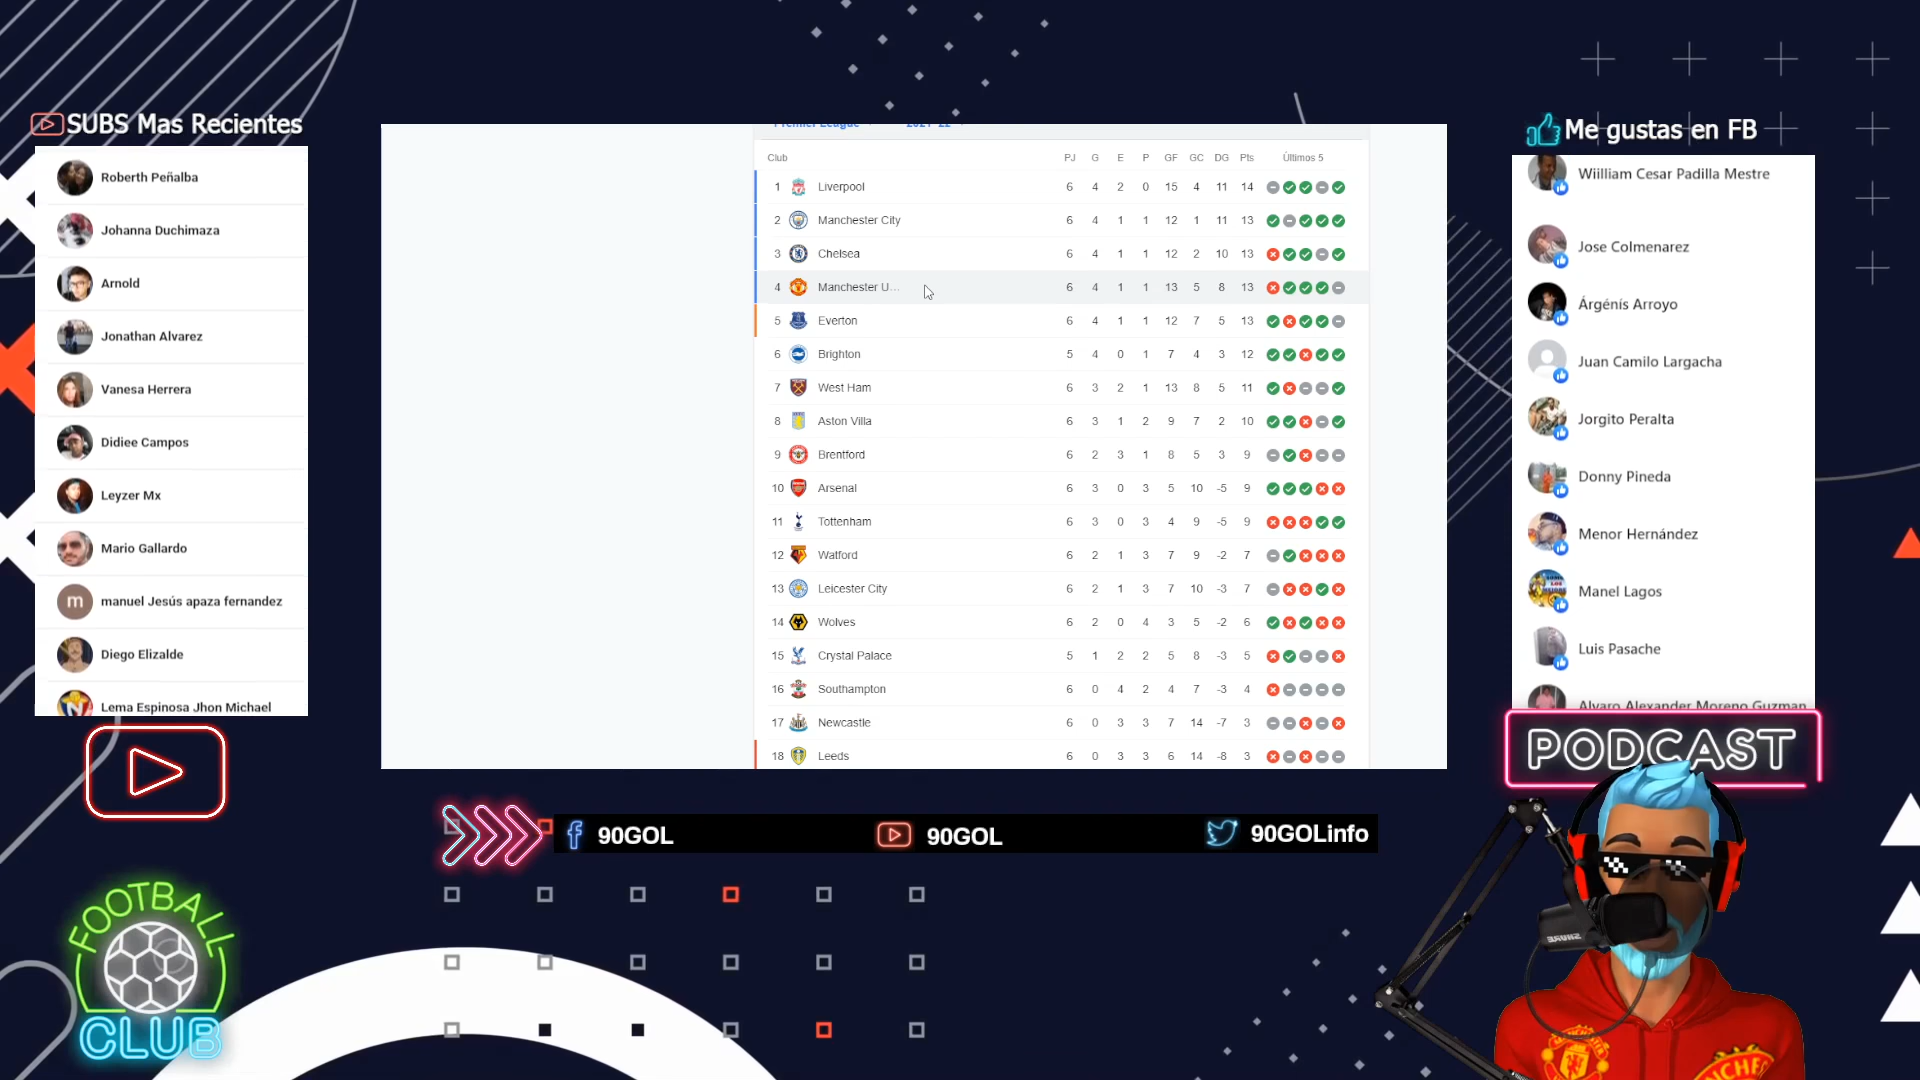 SUBS Mas Recientes
Roberth Peñalba
Johanna Duchimaza
Arnold
Jonathan Alvarez
Vanesa Herrera
Didiee Campos
Leyzer Mx
Mario Gallardo
m manuel Jesús apaza fernandez
Diego Elizalde
Lema Espinosa Jhon Michael
Premier League 2021-22
Club PJ G E P GF GC DG Pts Últimos 5
1 Liverpool 6 4 2 0 15 4 11 14
2 Manchester City 6 4 1 1 12 1 11 13
3 Chelsea 6 4 1 1 12 2 10 13
4 Manchester U... 6 4 1 1 13 5 8 13
5 Everton 6 4 1 1 12 7 5 13
6 Brighton 5 4 0 1 7 4 3 12
7 West Ham 6 3 2 1 13 8 5 11
8 Aston Villa 6 3 1 2 9 7 2 10
9 Brentford 6 2 3 1 8 5 3 9
10 Arsenal 6 3 0 3 5 10 -5 9
11 Tottenham 6 3 0 3 4 9 -5 9
12 Watford 6 2 1 3 7 9 -2 7
13 Leicester City 6 2 1 3 7 10 -3 7
14 Wolves 6 2 0 4 3 5 -2 6
15 Crystal Palace 5 1 2 2 5 8 -3 5
16 Southampton 6 0 4 2 4 7 -3 4
17 Newcastle 6 0 3 3 7 14 -7 3
18 Leeds 6 0 3 3 6 14 -8 3
Me gustas en FB
Wiilliam Cesar Padilla Mestre
Jose Colmenarez
Árgénís Arroyo
Juan Camilo Largacha
Jorgito Peralta
Donny Pineda
Menor Hernández
Manel Lagos
Luis Pasache
Alvaro Alexander Moreno Guzman
PODCAST
90GOL
90GOL
90GOLinfo
FOOTBALL
CLUB
SHURE